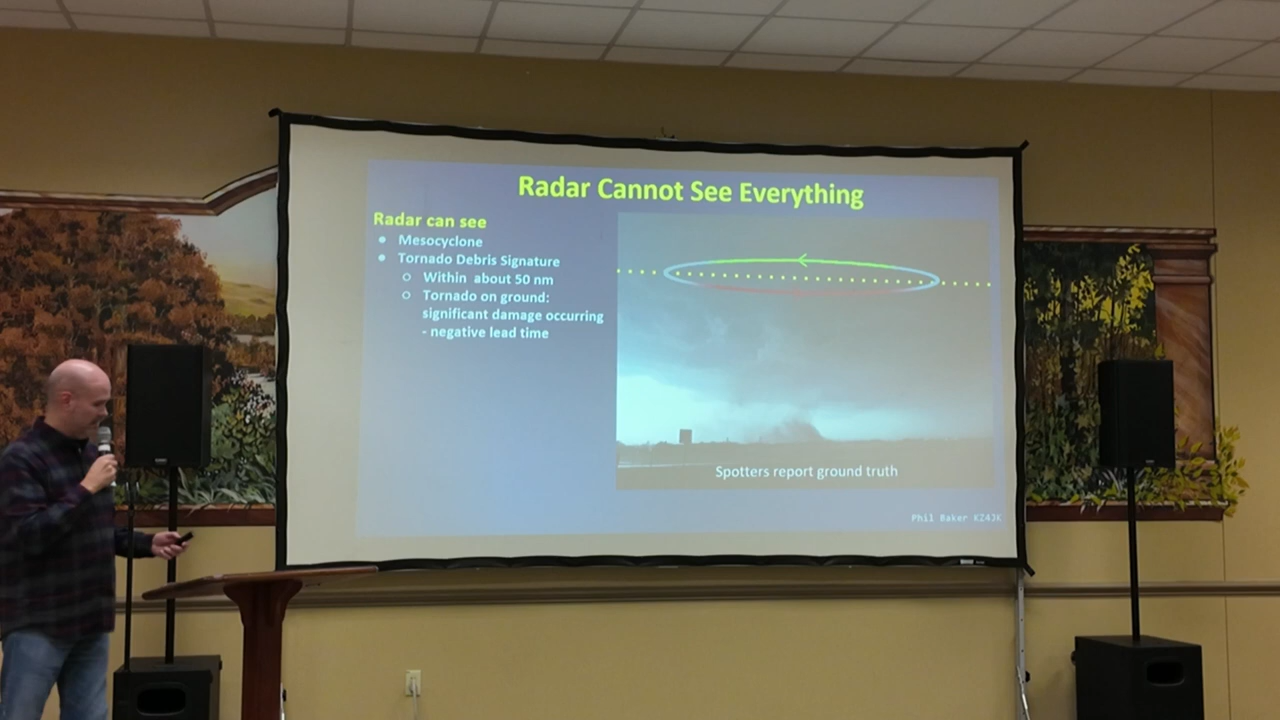 Radar Cannot See Everything
Radar can see
● Mesocyclone
● Tornado Debris Signature
○ Within about 50 nm
○ Tornado on ground:
significant damage occurring
- negative lead time
Spotters report ground truth
Phil Baker KZ4JK